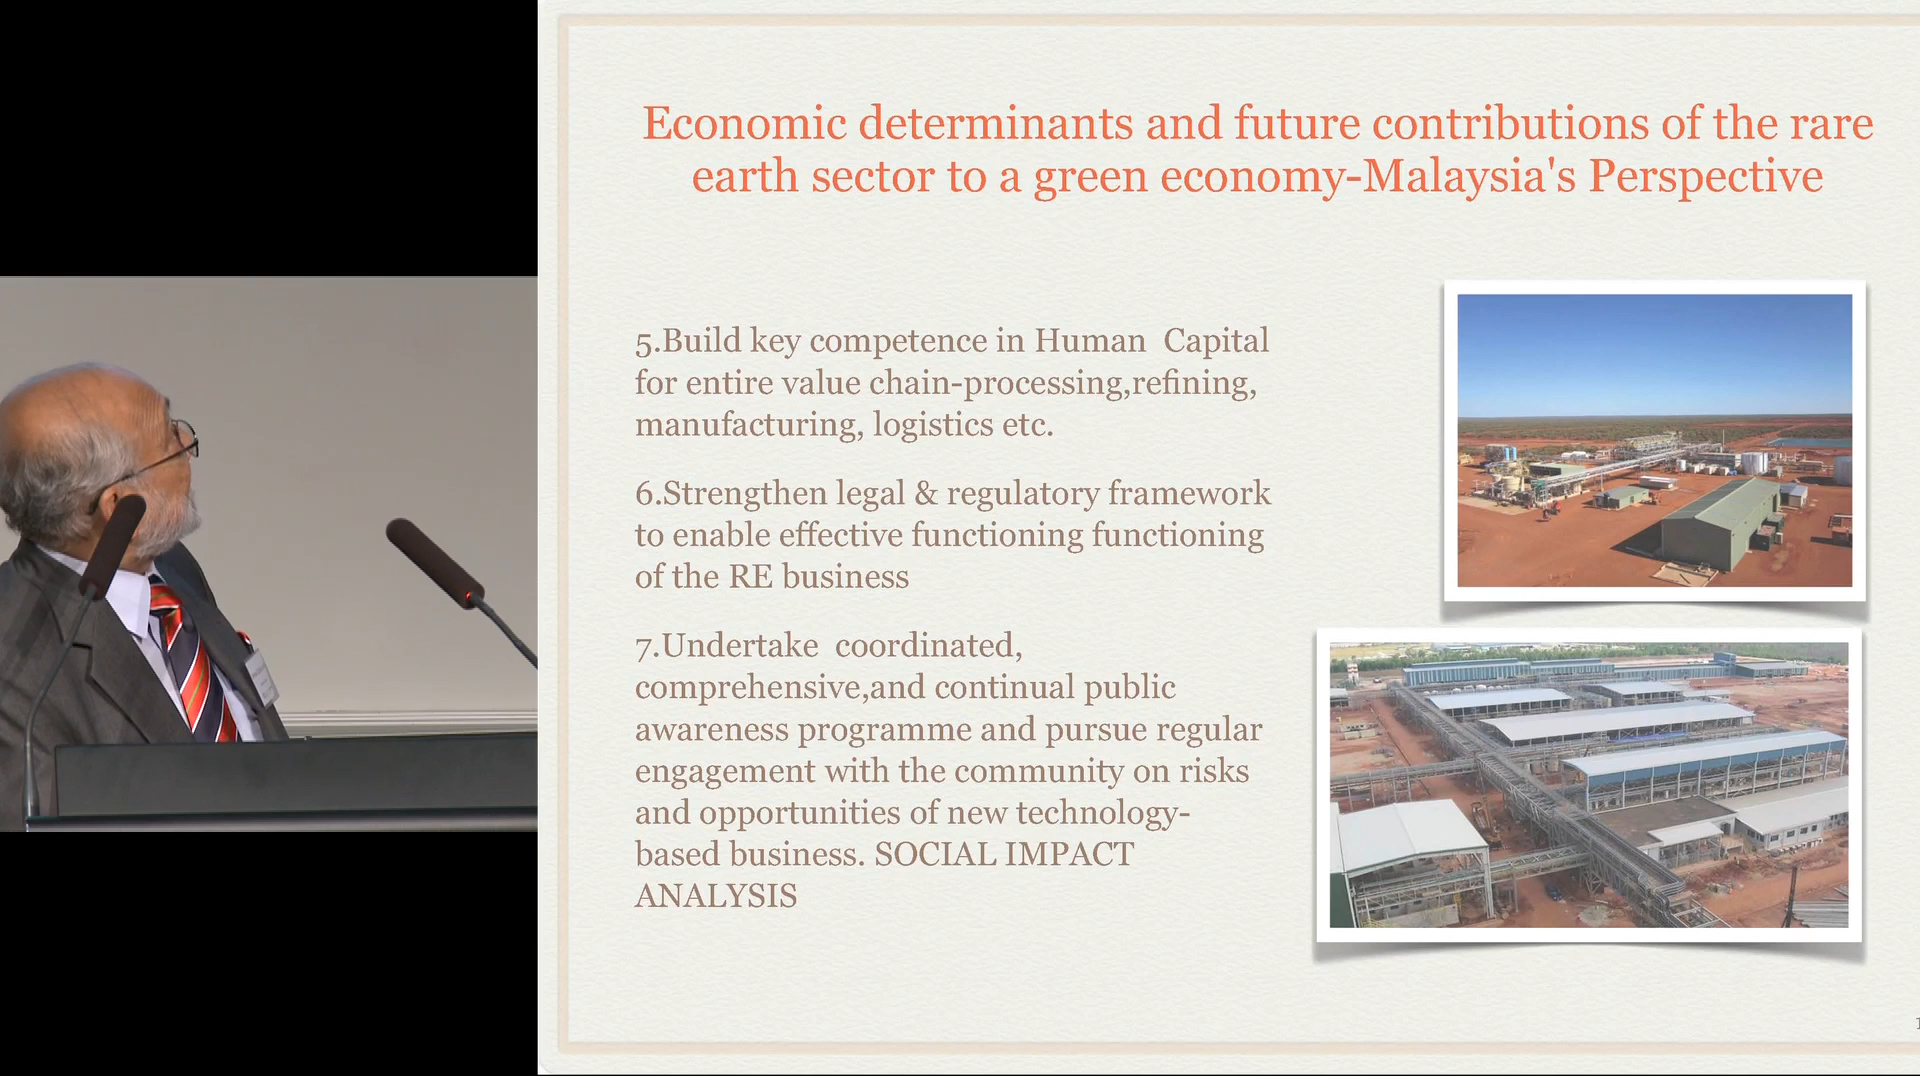 Economic determinants and future contributions of the rare
earth sector to a green economy-Malaysia's Perspective
5.Build key competence in Human  Capital
for entire value chain-processing,refining,
manufacturing, logistics etc.
6.Strengthen legal & regulatory framework
to enable effective functioning functioning
of the RE business
7.Undertake  coordinated,
comprehensive,and continual public
awareness programme and pursue regular
engagement with the community on risks
and opportunities of new technology-
based business. SOCIAL IMPACT
ANALYSIS